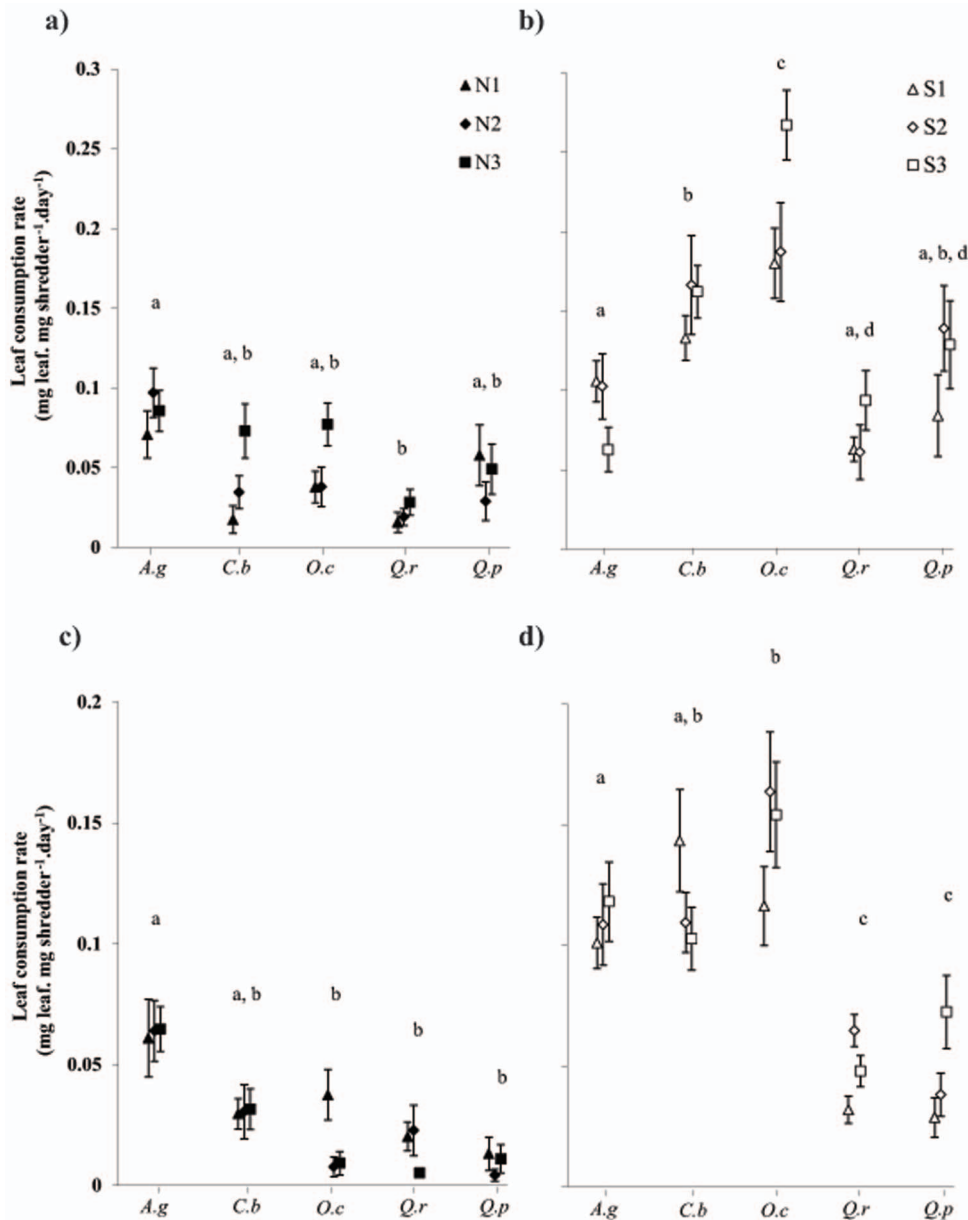 a)
b)
0.3
0.25
0.2
0.15
0.1
0.05
0
Leaf consumption rate
(mg leaf. mg shredder⁻¹.day⁻¹)
N1
N2
N3
a
a, b
a, b
b
a, b
A.g
C.b
O.c
Q.r
Q.p
S1
S2
S3
a
b
c
a, d
a, b, d
A.g
C.b
O.c
Q.r
Q.p
c)
d)
0.2
0.15
0.1
0.05
0
Leaf consumption rate
(mg leaf. mg shredder⁻¹.day⁻¹)
a
a, b
b
b
b
A.g
C.b
O.c
Q.r
Q.p
a
a, b
b
c
c
A.g
C.b
O.c
Q.r
Q.p